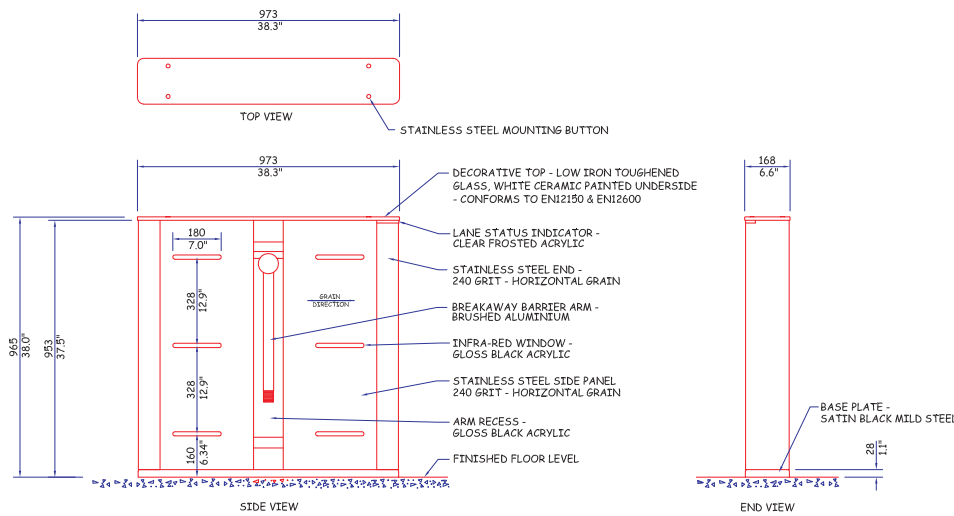 973
38.3"
TOP VIEW
STAINLESS STEEL MOUNTING BUTTON
973
38.3"
168
6.6"
DECORATIVE TOP - LOW IRON TOUGHENED
GLASS, WHITE CERAMIC PAINTED UNDERSIDE
- CONFORMS TO EN12150 & EN12600
LANE STATUS INDICATOR -
CLEAR FROSTED ACRYLIC
180
7.0"
STAINLESS STEEL END -
240 GRIT - HORIZONTAL GRAIN
328
12.9"
GRAIN
DIRECTION
BREAKAWAY BARRIER ARM -
BRUSHED ALUMINIUM
965
38.0"
953
37.5"
INFRA-RED WINDOW -
GLOSS BLACK ACRYLIC
328
12.9"
STAINLESS STEEL SIDE PANEL
240 GRIT - HORIZONTAL GRAIN
ARM RECESS -
GLOSS BLACK ACRYLIC
BASE PLATE -
SATIN BLACK MILD STEEL
160
6.34"
FINISHED FLOOR LEVEL
28
1.1"
SIDE VIEW
END VIEW